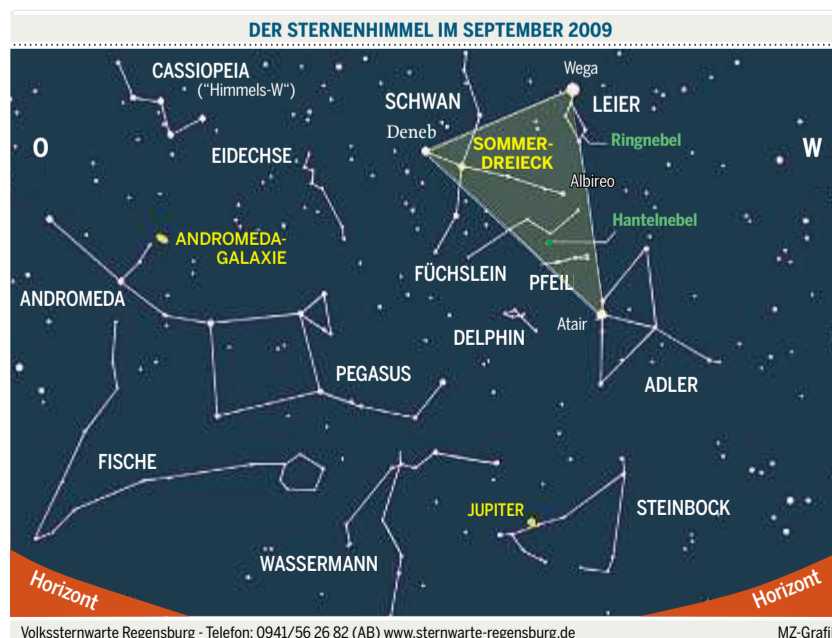 DER STERNENHIMMEL IM SEPTEMBER 2009
CASSIOPEIA
("Himmels-W“)
SCHWAN
Wega
LEIER
Deneb
SOMMER-
DREIECK
Ringnebel
O
W
EIDECHSE
Albireo
Hantelnebel
ANDROMEDA-
GALAXIE
FÜCHSLEIN
PFEIL
ANDROMEDA
DELPHIN
Atair
PEGASUS
ADLER
FISCHE
JUPITER
STEINBOCK
WASSERMANN
Horizont
Horizont
Volkssternwarte Regensburg - Telefon: 0941/56 26 82 (AB) www.sternwarte-regensburg.de
MZ-Grafi